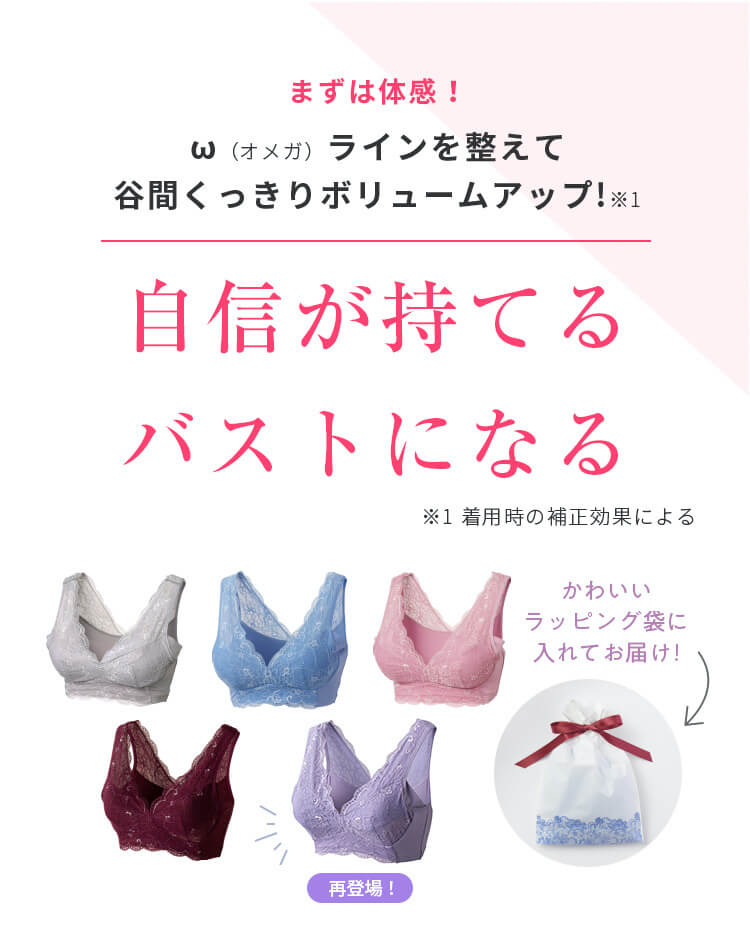 まずは体感！
ω（オメガ）ラインを整えて
谷間くっきりボリュームアップ!※1
自信が持てる
バストになる
※1 着用時の補正効果による
かわいい
ラッピング袋に
入れてお届け!
再登場！